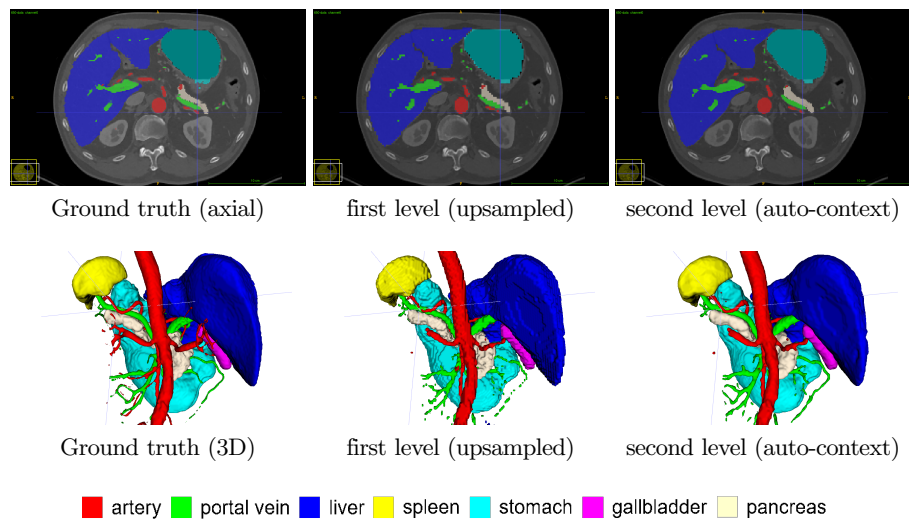 Ground truth (axial)
first level (upsampled)
second level (auto-context)
Ground truth (3D)
first level (upsampled)
second level (auto-context)
artery portal vein liver spleen stomach gallbladder pancreas